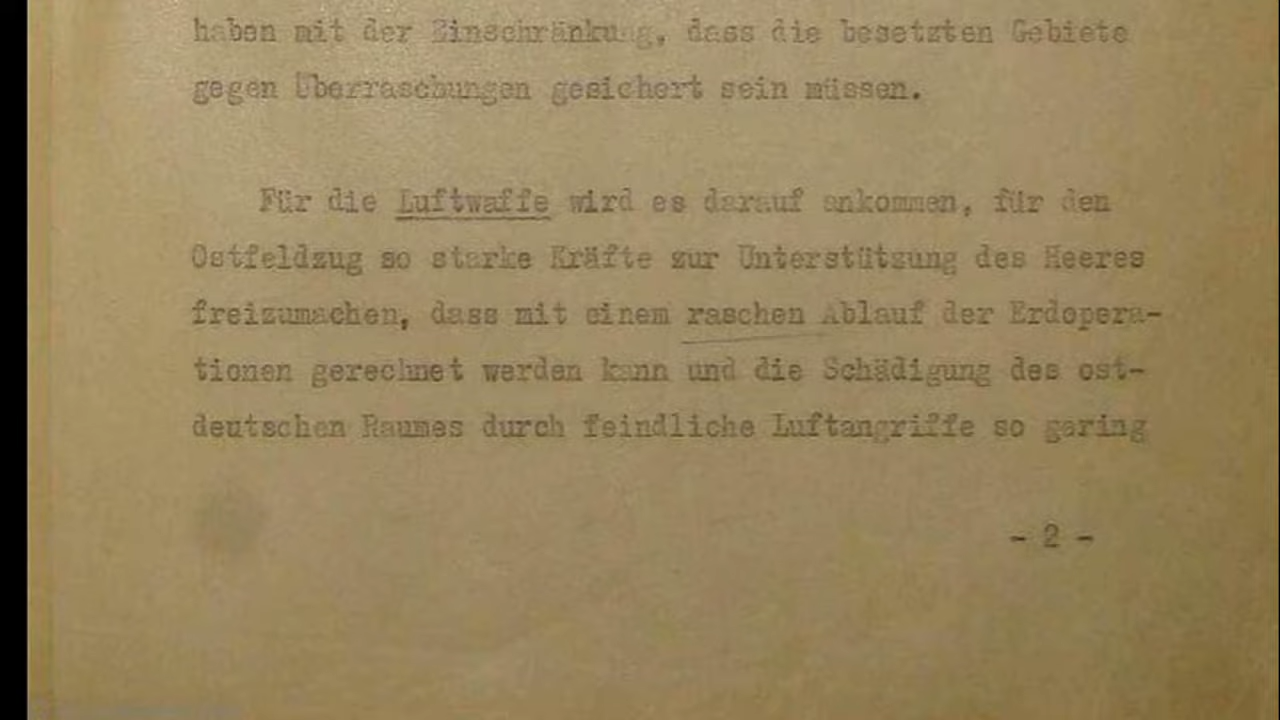 haben mit der Einschränkung, dass die besetzten Gebiete
gegen Überraschungen gesichert sein müssen.
Für die Luftwaffe wird es darauf ankommen, für den
Ostfeldzug so starke Kräfte zur Unterstützung des Heeres
freizumachen, dass mit einem raschen Ablauf der Erdopera-
tionen gerechnet werden kann und die Schädigung des ost-
deutschen Raumes durch feindliche Luftangriffe so gering
- 2 -